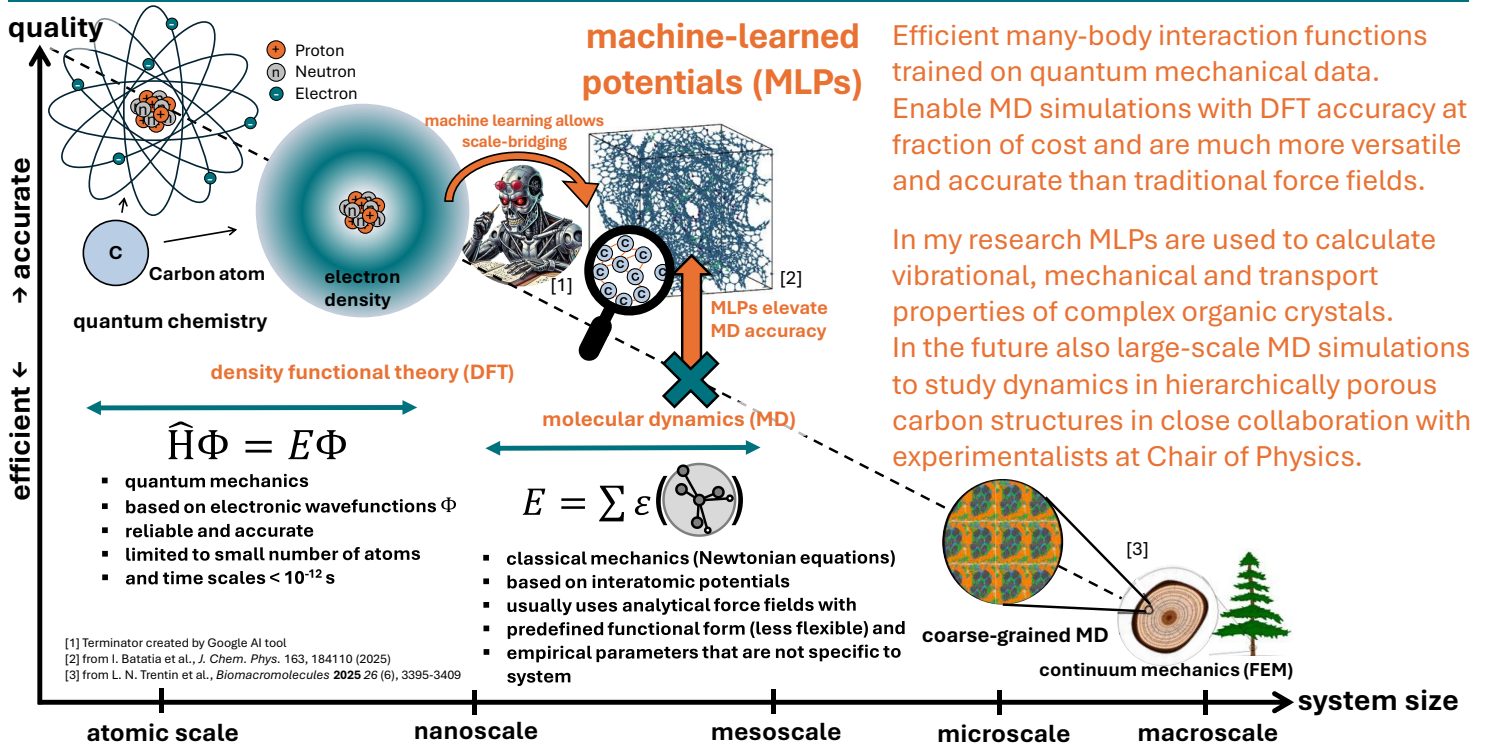 quality
+ Proton
n Neutron
- Electron
machine-learned
potentials (MLPs)
Efficient many-body interaction functions
trained on quantum mechanical data.
Enable MD simulations with DFT accuracy at
fraction of cost and are much more versatile
and accurate than traditional force fields.
In my research MLPs are used to calculate
vibrational, mechanical and transport
properties of complex organic crystals.
In the future also large-scale MD simulations
to study dynamics in hierarchically porous
carbon structures in close collaboration with
experimentalists at Chair of Physics.
machine learning allows
scale-bridging
→ accurate
efficient ←
C
Carbon atom
quantum chemistry
electron
density
[1]
[2]
MLPs elevate
MD accuracy
density functional theory (DFT)
ĤΦ = EΦ
▪ quantum mechanics
▪ based on electronic wavefunctions Φ
▪ reliable and accurate
▪ limited to small number of atoms
▪ and time scales < 10⁻¹² s
molecular dynamics (MD)
E = ∑ ε( )
▪ classical mechanics (Newtonian equations)
▪ based on interatomic potentials
▪ usually uses analytical force fields with
▪ predefined functional form (less flexible) and
▪ empirical parameters that are not specific to
system
[3]
coarse-grained MD
continuum mechanics (FEM)
[1] Terminator created by Google AI tool
[2] from I. Batatia et al., J. Chem. Phys. 163, 184110 (2025)
[3] from L. N. Trentin et al., Biomacromolecules 2025 26 (6), 3395-3409
system size
atomic scale
nanoscale
mesoscale
microscale
macroscale